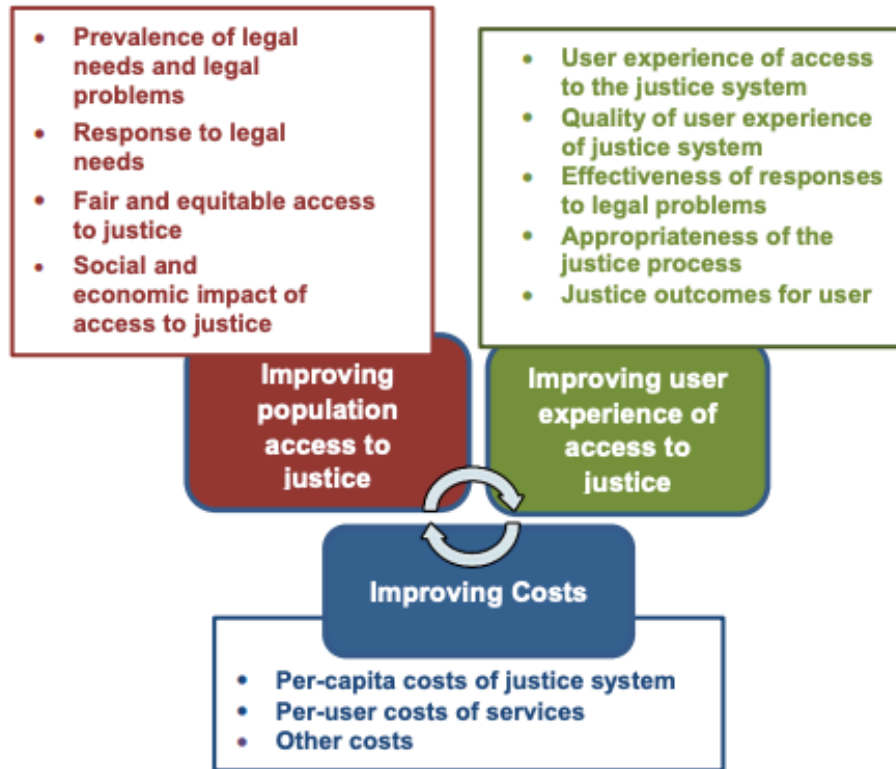 • Prevalence of legal
needs and legal
problems
• Response to legal
needs
• Fair and equitable access
to justice
• Social and
economic impact of
access to justice
• User experience of access
to the justice system
• Quality of user experience
of justice system
• Effectiveness of responses
to legal problems
• Appropriateness of the
justice process
• Justice outcomes for user
Improving
population
access to
justice
Improving user
experience of
access to
justice
Improving Costs
• Per-capita costs of justice system
• Per-user costs of services
• Other costs